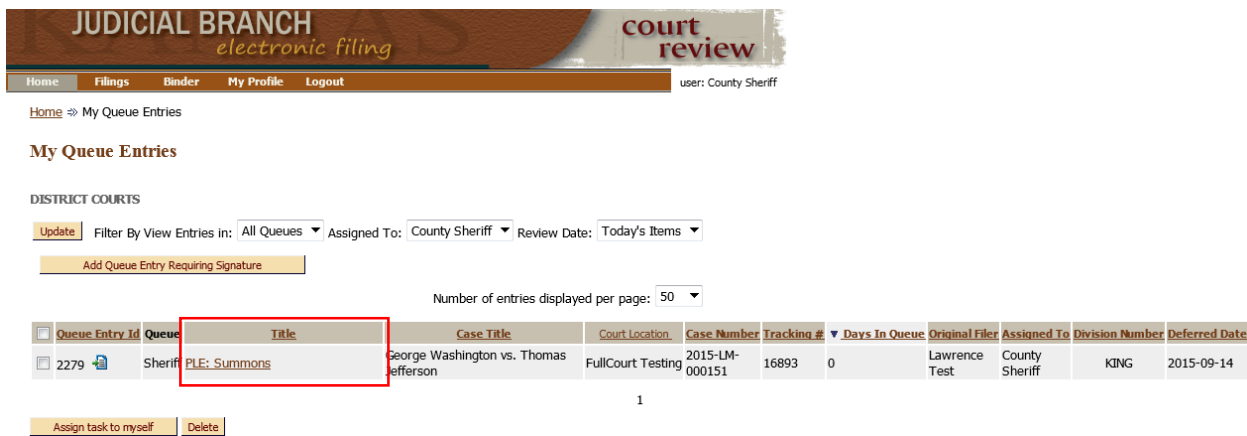 JUDICIAL BRANCH
electronic filing
court
review
Home Filings Binder My Profile Logout user: County Sheriff
Home ⇒ My Queue Entries
My Queue Entries
DISTRICT COURTS
Update Filter By View Entries in: All Queues ▼ Assigned To: County Sheriff ▼ Review Date: Today's Items ▼
Add Queue Entry Requiring Signature
Number of entries displayed per page: 50 ▼
Queue Entry Id Queue Title Case Title Court Location Case Number Tracking # ▼ Days In Queue Original Filer Assigned To Division Number Deferred Date
2279 Sheriff PLE: Summons George Washington vs. Thomas Jefferson FullCourt Testing 2015-LM-000151 16893 0 Lawrence Test County Sheriff KING 2015-09-14
1
Assign task to myself Delete